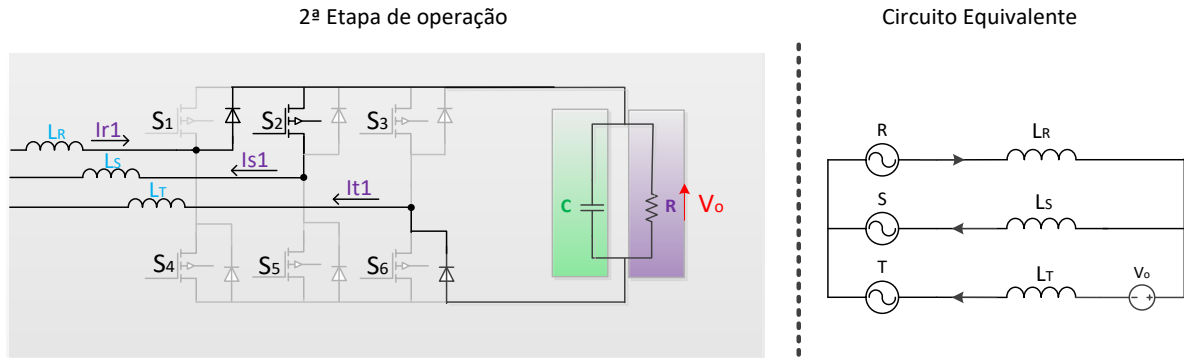 2ª Etapa de operação
Circuito Equivalente
S1
S2
S3
LR
Ir1
LS
Is1
LT
It1
C
R
Vo
S4
S5
S6
R
LR
S
LS
T
LT
Vo
- +